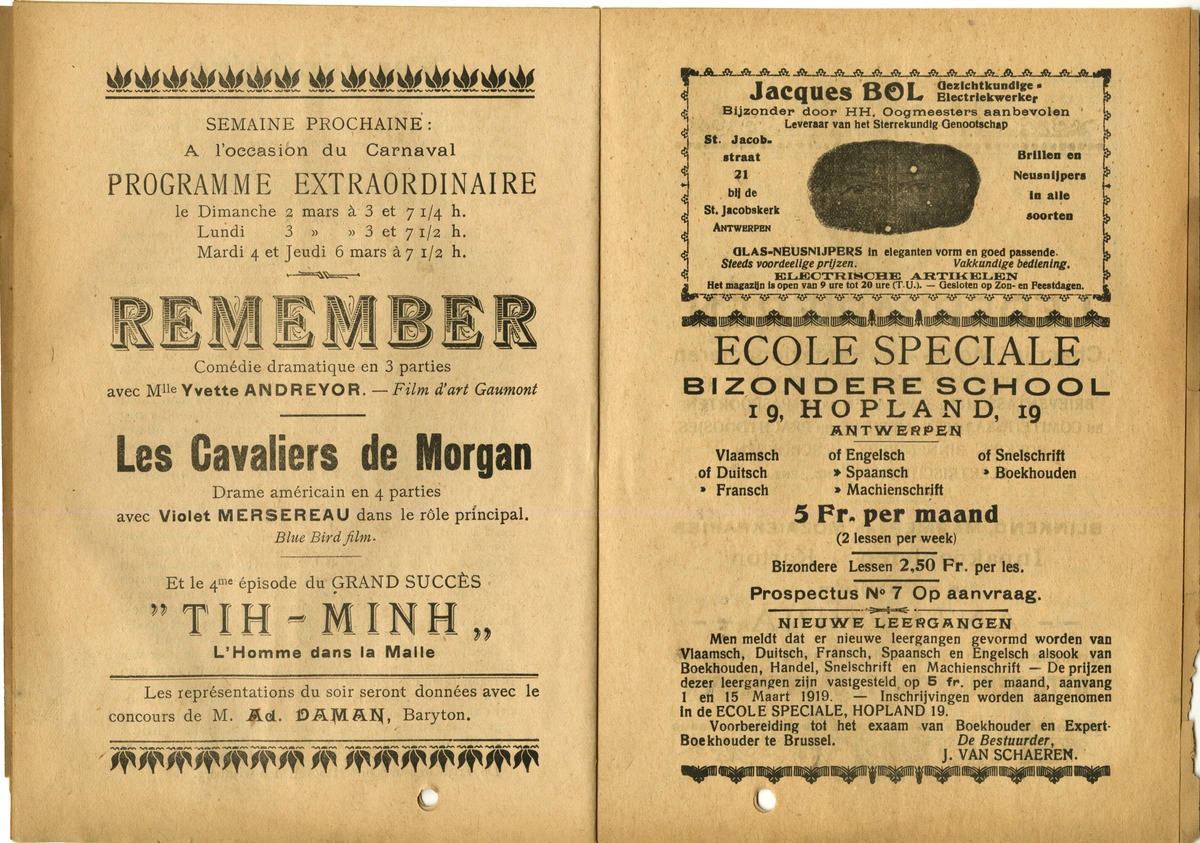 SEMAINE PROCHAINE :
A l'occasion du Carnaval
PROGRAMME EXTRAORDINAIRE
le Dimanche 2 mars à 3 et 7 1/4 h.
Lundi 3 » » 3 et 7 1/2 h.
Mardi 4 et Jeudi 6 mars à 7 1/2 h.
REMEMBER
Comédie dramatique en 3 parties
avec Mlle Yvette ANDREYOR. — Film d'art Gaumont
Les Cavaliers de Morgan
Drame américain en 4 parties
avec Violet MERSEREAU dans le rôle principal.
Blue Bird film.
Et le 4me épisode du GRAND SUCCÈS
" TIH - MINH „
L'Homme dans la Malle
Les représentations du soir seront données avec le
concours de M. Ad. DAMAN, Baryton.
Jacques BOL Gezichtkundige -
Electriekwerker
Bijzonder door HH. Oogmeesters aanbevolen
Leveraar van het Sterrekundig Genootschap
St. Jacob-
straat
21
bij de
St. Jacobskerk
ANTWERPEN
Brillen en
Neusnijpers
in alle
soorten
GLAS-NEUSNIJPERS in eleganten vorm en goed passende.
Steeds voordeelige prijzen. Vakkundige bediening.
ELECTRISCHE ARTIKELEN
Het magazijn is open van 9 ure tot 20 ure (T.U.). — Gesloten op Zon- en Feestdagen.
ECOLE SPECIALE
BIZONDERE SCHOOL
19, HOPLAND, 19
ANTWERPEN
Vlaamsch of Engelsch of Snelschrift
of Duitsch » Spaansch » Boekhouden
» Fransch » Machienschrift
5 Fr. per maand
(2 lessen per week)
Bizondere Lessen 2,50 Fr. per les.
Prospectus No 7 Op aanvraag.
NIEUWE LEERGANGEN
Men meldt dat er nieuwe leergangen gevormd worden van
Vlaamsch, Duitsch, Fransch, Spaansch en Engelsch alsook van
Boekhouden, Handel, Snelschrift en Machienschrift — De prijzen
dezer leergangen zijn vastgesteld op 5 fr. per maand, aanvang
1 en 15 Maart 1919. — Inschrijvingen worden aangenomen
in de ECOLE SPECIALE, HOPLAND 19.
Voorbereiding tot het exaam van Boekhouder en Expert-
Boekhouder te Brussel. De Bestuurder,
J. VAN SCHAEREN.